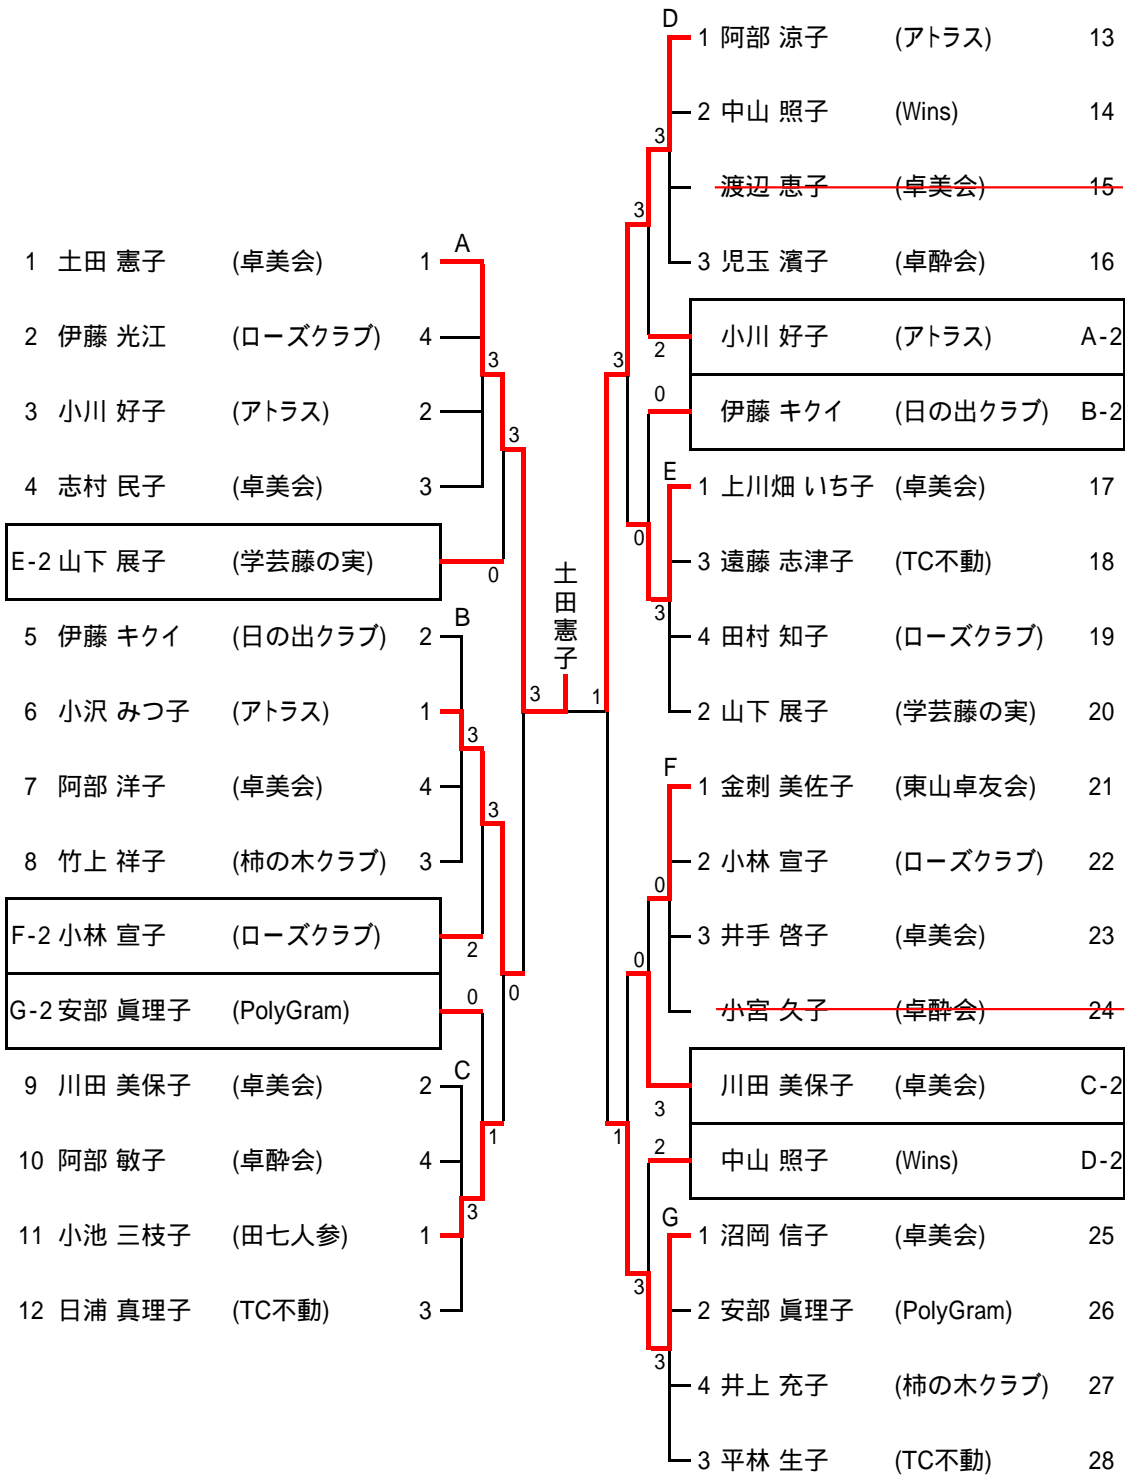 D
1 阿部 涼子 (アトラス) 13
2 中山 照子 (Wins) 14
3
渡辺 恵子 (卓美会) 15
3
A
1 土田 憲子 (卓美会) 1
3 児玉 濱子 (卓酔会) 16
2 伊藤 光江 (ローズクラブ) 4
小川 好子 (アトラス) A-2
2
3
3
0
3 小川 好子 (アトラス) 2
伊藤 キクイ (日の出クラブ) B-2
3
E
4 志村 民子 (卓美会) 3
1 上川畑 いち子 (卓美会) 17
0
E-2 山下 展子 (学芸藤の実)
0
3 遠藤 志津子 (TC不動) 18
土田憲子
B
3
5 伊藤 キクイ (日の出クラブ) 2
4 田村 知子 (ローズクラブ) 19
3
1
6 小沢 みつ子 (アトラス) 1
2 山下 展子 (学芸藤の実) 20
3
F
7 阿部 洋子 (卓美会) 4
1 金刺 美佐子 (東山卓友会) 21
3
8 竹上 祥子 (柿の木クラブ) 3
2 小林 宣子 (ローズクラブ) 22
0
F-2 小林 宣子 (ローズクラブ)
2
3 井手 啓子 (卓美会) 23
0
0
0
G-2 安部 眞理子 (PolyGram)
小宮 久子 (卓酔会) 24
C
9 川田 美保子 (卓美会) 2
川田 美保子 (卓美会) C-2
3
1
1
2
10 阿部 敏子 (卓酔会) 4
中山 照子 (Wins) D-2
3
G
11 小池 三枝子 (田七人参) 1
1 沼岡 信子 (卓美会) 25
3
12 日浦 真理子 (TC不動) 3
2 安部 眞理子 (PolyGram) 26
3
4 井上 充子 (柿の木クラブ) 27
3 平林 生子 (TC不動) 28